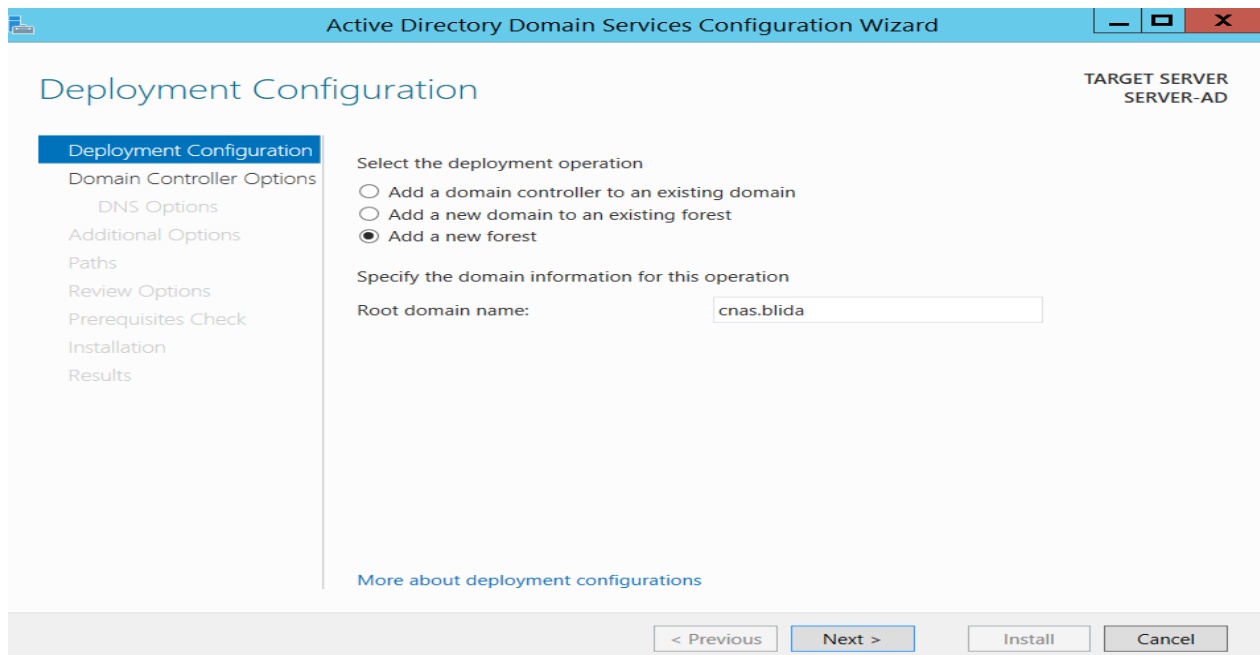 Active Directory Domain Services Configuration Wizard
Deployment Configuration
TARGET SERVER
SERVER-AD
Deployment Configuration
Domain Controller Options
DNS Options
Additional Options
Paths
Review Options
Prerequisites Check
Installation
Results
Select the deployment operation
Add a domain controller to an existing domain
Add a new domain to an existing forest
Add a new forest
Specify the domain information for this operation
Root domain name: cnas.blida
More about deployment configurations
< Previous Next > Install Cancel